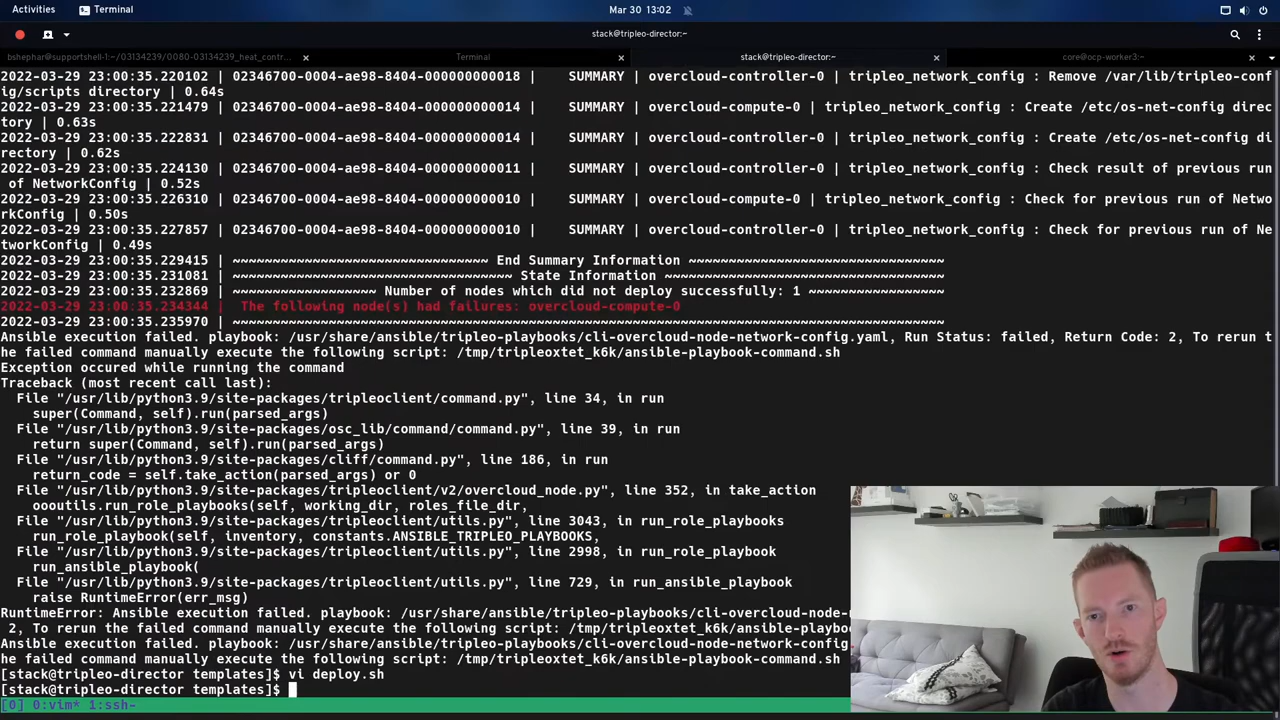 Activities Terminal Mar 30 13:02
stack@tripleo-director:~
bshephar@supportshell-1:~/03134239/0080-03134239_heat_contr… Terminal stack@tripleo-director:~ core@ocp-worker3:~
2022-03-29 23:00:35.220102 | 02346700-0004-ae98-8404-000000000018 | SUMMARY | overcloud-controller-0 | tripleo_network_config : Remove /var/lib/tripleo-conf
ig/scripts directory | 0.64s
2022-03-29 23:00:35.221479 | 02346700-0004-ae98-8404-000000000014 | SUMMARY | overcloud-compute-0 | tripleo_network_config : Create /etc/os-net-config direc
tory | 0.63s
2022-03-29 23:00:35.222831 | 02346700-0004-ae98-8404-000000000014 | SUMMARY | overcloud-controller-0 | tripleo_network_config : Create /etc/os-net-config di
rectory | 0.62s
2022-03-29 23:00:35.224130 | 02346700-0004-ae98-8404-000000000011 | SUMMARY | overcloud-controller-0 | tripleo_network_config : Check result of previous run
of NetworkConfig | 0.52s
2022-03-29 23:00:35.226310 | 02346700-0004-ae98-8404-000000000010 | SUMMARY | overcloud-compute-0 | tripleo_network_config : Check for previous run of Netwo
rkConfig | 0.50s
2022-03-29 23:00:35.227857 | 02346700-0004-ae98-8404-000000000010 | SUMMARY | overcloud-controller-0 | tripleo_network_config : Check for previous run of Ne
tworkConfig | 0.49s
2022-03-29 23:00:35.229415 | ~~~~~~~~~~~~~~~~~~~~~~~~~~~~~~~~ End Summary Information ~~~~~~~~~~~~~~~~~~~~~~~~~~~~~~~~
2022-03-29 23:00:35.231081 | ~~~~~~~~~~~~~~~~~~~~~~~~~~~~~~~~~~~ State Information ~~~~~~~~~~~~~~~~~~~~~~~~~~~~~~~~~~~
2022-03-29 23:00:35.232869 | ~~~~~~~~~~~~~~~~~~ Number of nodes which did not deploy successfully: 1 ~~~~~~~~~~~~~~~~~
2022-03-29 23:00:35.234344 | The following node(s) had failures: overcloud-compute-0
2022-03-29 23:00:35.235970 | ~~~~~~~~~~~~~~~~~~~~~~~~~~~~~~~~~~~~~~~~~~~~~~~~~~~~~~~~~~~~~~~~~~~~~~~~~~~~~~~~~~~~~~~~~
Ansible execution failed. playbook: /usr/share/ansible/tripleo-playbooks/cli-overcloud-node-network-config.yaml, Run Status: failed, Return Code: 2, To rerun t
he failed command manually execute the following script: /tmp/tripleoxtet_k6k/ansible-playbook-command.sh
Exception occured while running the command
Traceback (most recent call last):
File "/usr/lib/python3.9/site-packages/tripleoclient/command.py", line 34, in run
super(Command, self).run(parsed_args)
File "/usr/lib/python3.9/site-packages/osc_lib/command/command.py", line 39, in run
return super(Command, self).run(parsed_args)
File "/usr/lib/python3.9/site-packages/cliff/command.py", line 186, in run
return_code = self.take_action(parsed_args) or 0
File "/usr/lib/python3.9/site-packages/tripleoclient/v2/overcloud_node.py", line 352, in take_action
oooutils.run_role_playbooks(self, working_dir, roles_file_dir,
File "/usr/lib/python3.9/site-packages/tripleoclient/utils.py", line 3043, in run_role_playbooks
run_role_playbook(self, inventory, constants.ANSIBLE_TRIPLEO_PLAYBOOKS,
File "/usr/lib/python3.9/site-packages/tripleoclient/utils.py", line 2998, in run_role_playbook
run_ansible_playbook(
File "/usr/lib/python3.9/site-packages/tripleoclient/utils.py", line 729, in run_ansible_playbook
raise RuntimeError(err_msg)
RuntimeError: Ansible execution failed. playbook: /usr/share/ansible/tripleo-playbooks/cli-overcloud-node-n
2, To rerun the failed command manually execute the following script: /tmp/tripleoxtet_k6k/ansible-playboo
Ansible execution failed. playbook: /usr/share/ansible/tripleo-playbooks/cli-overcloud-node-network-config
he failed command manually execute the following script: /tmp/tripleoxtet_k6k/ansible-playbook-command.sh
[stack@tripleo-director templates]$ vi deploy.sh
[stack@tripleo-director templates]$
[0] 0:vim* 1:ssh-